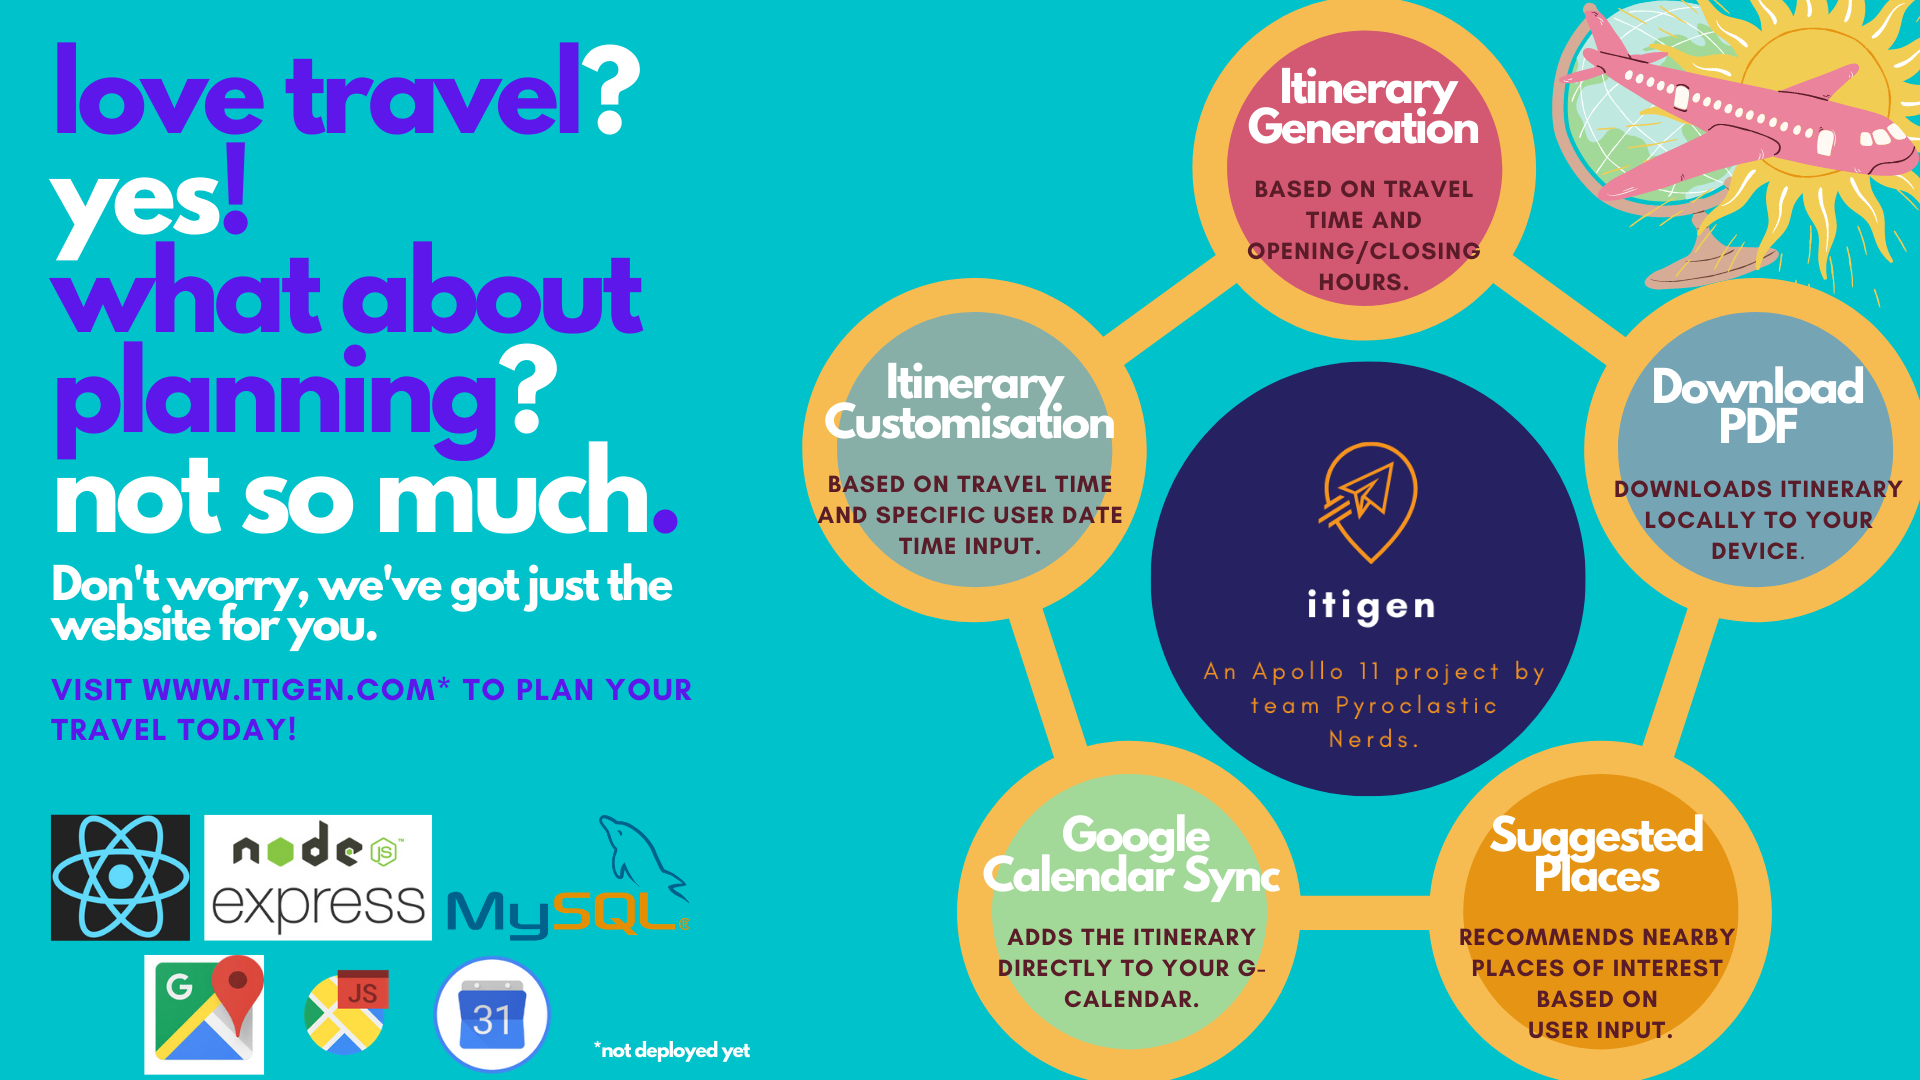 love travel?
yes!
what about
planning?
not so much.
Don't worry, we've got just the
website for you.
VISIT WWW.ITIGEN.COM* TO PLAN YOUR
TRAVEL TODAY!
node JS ™
express
MySQL
G
JS
31
*not deployed yet
Itinerary
Generation
BASED ON TRAVEL
TIME AND
OPENING/CLOSING
HOURS.
Itinerary
Customisation
BASED ON TRAVEL TIME
AND SPECIFIC USER DATE
TIME INPUT.
Download
PDF
DOWNLOADS ITINERARY
LOCALLY TO YOUR
DEVICE.
itigen
An Apollo 11 project by
team Pyroclastic
Nerds.
Google
Calendar Sync
ADDS THE ITINERARY
DIRECTLY TO YOUR G-
CALENDAR.
Suggested
Places
RECOMMENDS NEARBY
PLACES OF INTEREST
BASED ON
USER INPUT.